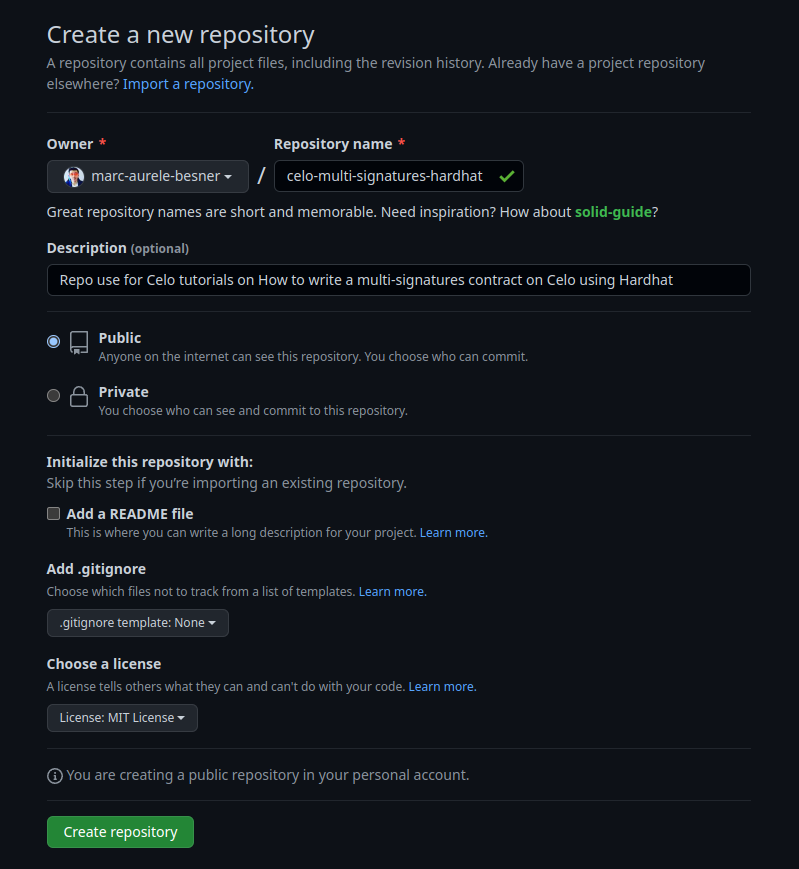 Create a new repository
A repository contains all project files, including the revision history. Already have a project repository
elsewhere? Import a repository.
Owner * Repository name *
marc-aurele-besner / celo-multi-signatures-hardhat
Great repository names are short and memorable. Need inspiration? How about solid-guide?
Description (optional)
Repo use for Celo tutorials on How to write a multi-signatures contract on Celo using Hardhat
Public
Anyone on the internet can see this repository. You choose who can commit.
Private
You choose who can see and commit to this repository.
Initialize this repository with:
Skip this step if you’re importing an existing repository.
Add a README file
This is where you can write a long description for your project. Learn more.
Add .gitignore
Choose which files not to track from a list of templates. Learn more.
.gitignore template: None
Choose a license
A license tells others what they can and can't do with your code. Learn more.
License: MIT License
You are creating a public repository in your personal account.
Create repository